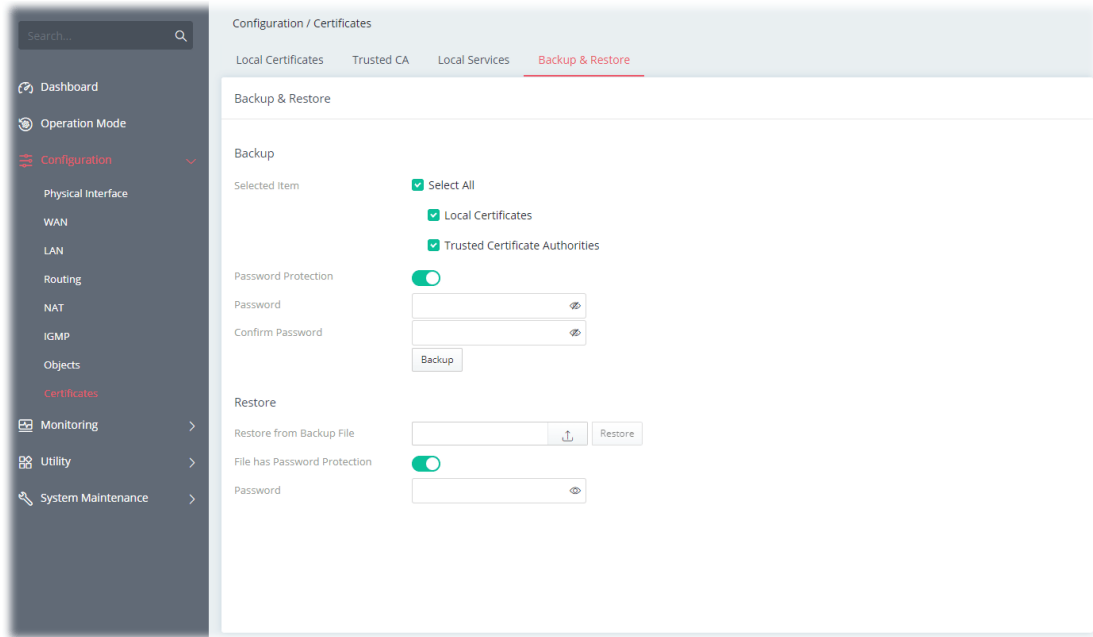 Search...
Dashboard
Operation Mode
Configuration
Physical Interface
WAN
LAN
Routing
NAT
IGMP
Objects
Certificates
Monitoring
Utility
System Maintenance
Configuration / Certificates
Local Certificates Trusted CA Local Services Backup & Restore
Backup & Restore
Backup
Selected Item Select All
Local Certificates
Trusted Certificate Authorities
Password Protection
Password
Confirm Password
Backup
Restore
Restore from Backup File Restore
File has Password Protection
Password